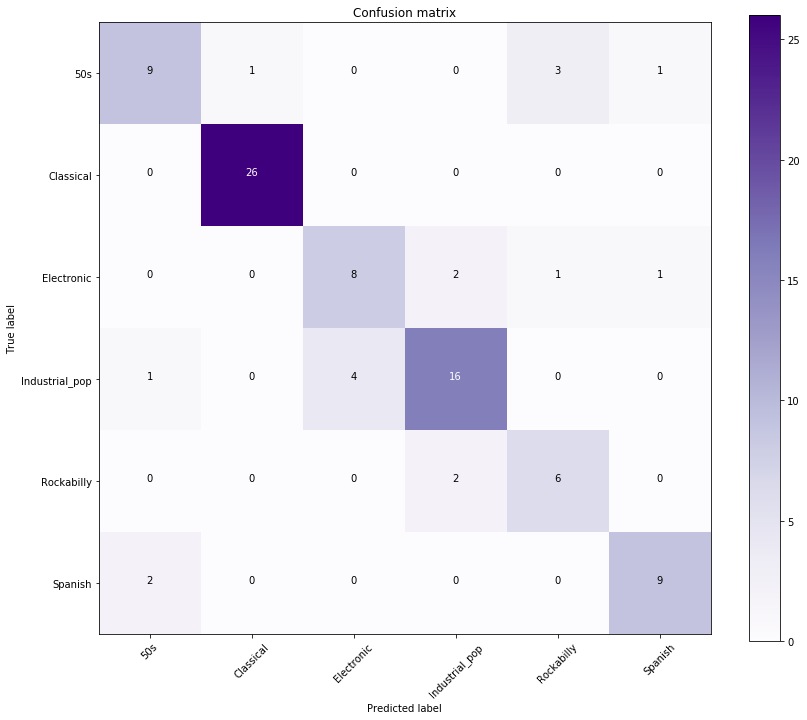 Confusion matrix
50s 9 1 0 0 3 1
Classical 0 26 0 0 0 0
Electronic 0 0 8 2 1 1
Industrial_pop 1 0 4 16 0 0
Rockabilly 0 0 0 2 6 0
Spanish 2 0 0 0 0 9
50s Classical Electronic Industrial_pop Rockabilly Spanish
True label
Predicted label
25
20
15
10
5
0